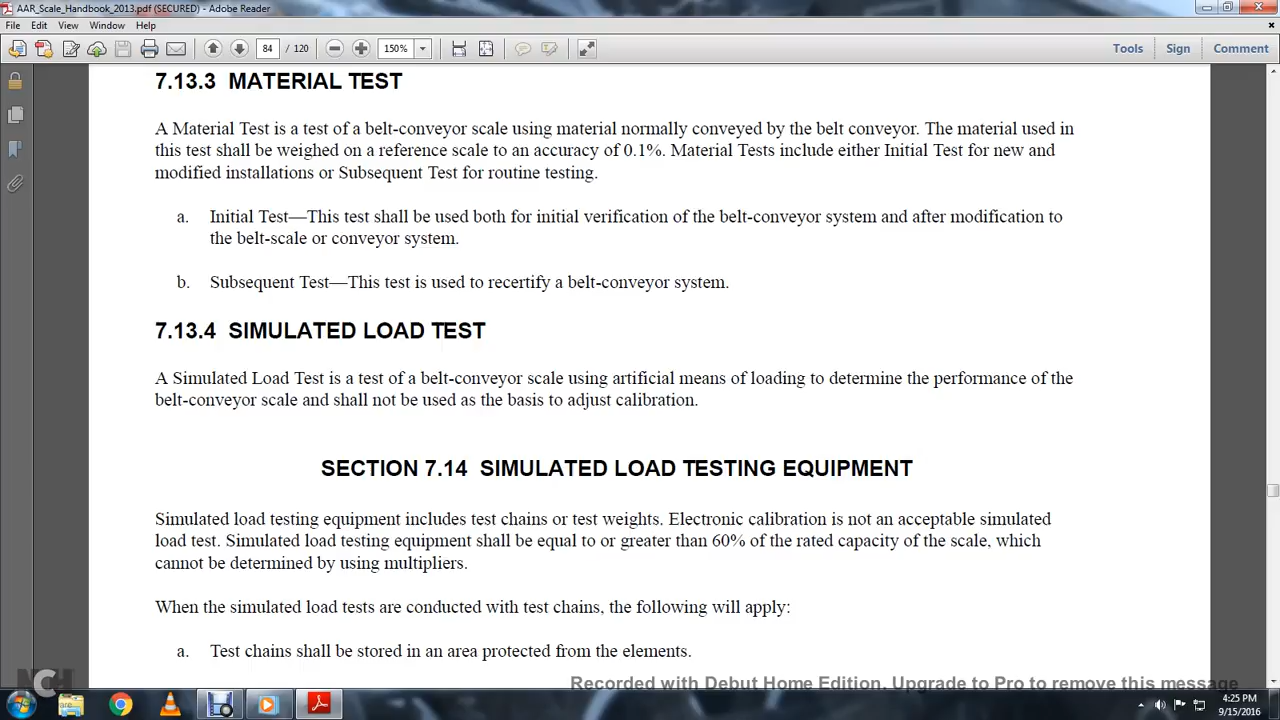 AAR_Scale_Handbook_2013.pdf (SECURED) - Adobe Reader
File Edit View Window Help
84 / 120 150% Tools Sign Comment
7.13.3 MATERIAL TEST
A Material Test is a test of a belt-conveyor scale using material normally conveyed by the belt conveyor. The material used in
this test shall be weighed on a reference scale to an accuracy of 0.1%. Material Tests include either Initial Test for new and
modified installations or Subsequent Test for routine testing.
a. Initial Test—This test shall be used both for initial verification of the belt-conveyor system and after modification to
the belt-scale or conveyor system.
b. Subsequent Test—This test is used to recertify a belt-conveyor system.
7.13.4 SIMULATED LOAD TEST
A Simulated Load Test is a test of a belt-conveyor scale using artificial means of loading to determine the performance of the
belt-conveyor scale and shall not be used as the basis to adjust calibration.
SECTION 7.14 SIMULATED LOAD TESTING EQUIPMENT
Simulated load testing equipment includes test chains or test weights. Electronic calibration is not an acceptable simulated
load test. Simulated load testing equipment shall be equal to or greater than 60% of the rated capacity of the scale, which
cannot be determined by using multipliers.
When the simulated load tests are conducted with test chains, the following will apply:
a. Test chains shall be stored in an area protected from the elements.
NCH
Recorded with Debut Home Edition. Upgrade to Pro to remove this message
4:25 PM
9/15/2016